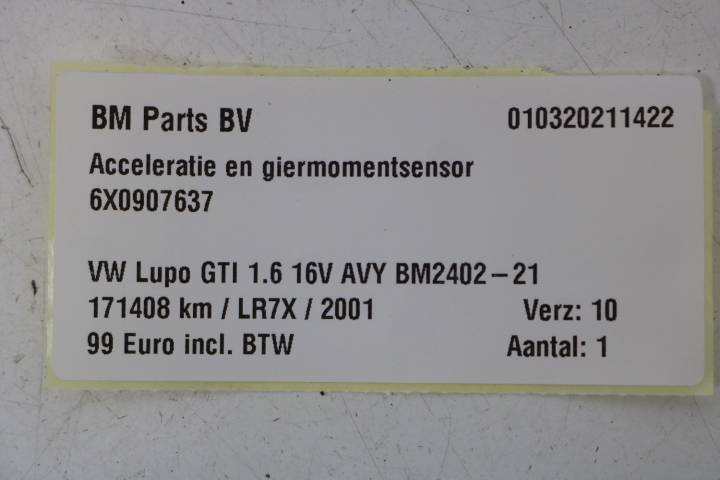 BM Parts BV 010320211422
Acceleratie en giermomentsensor
6X0907637
VW Lupo GTI 1.6 16V AVY BM2402-21
171408 km / LR7X / 2001 Verz: 10
99 Euro incl. BTW Aantal: 1